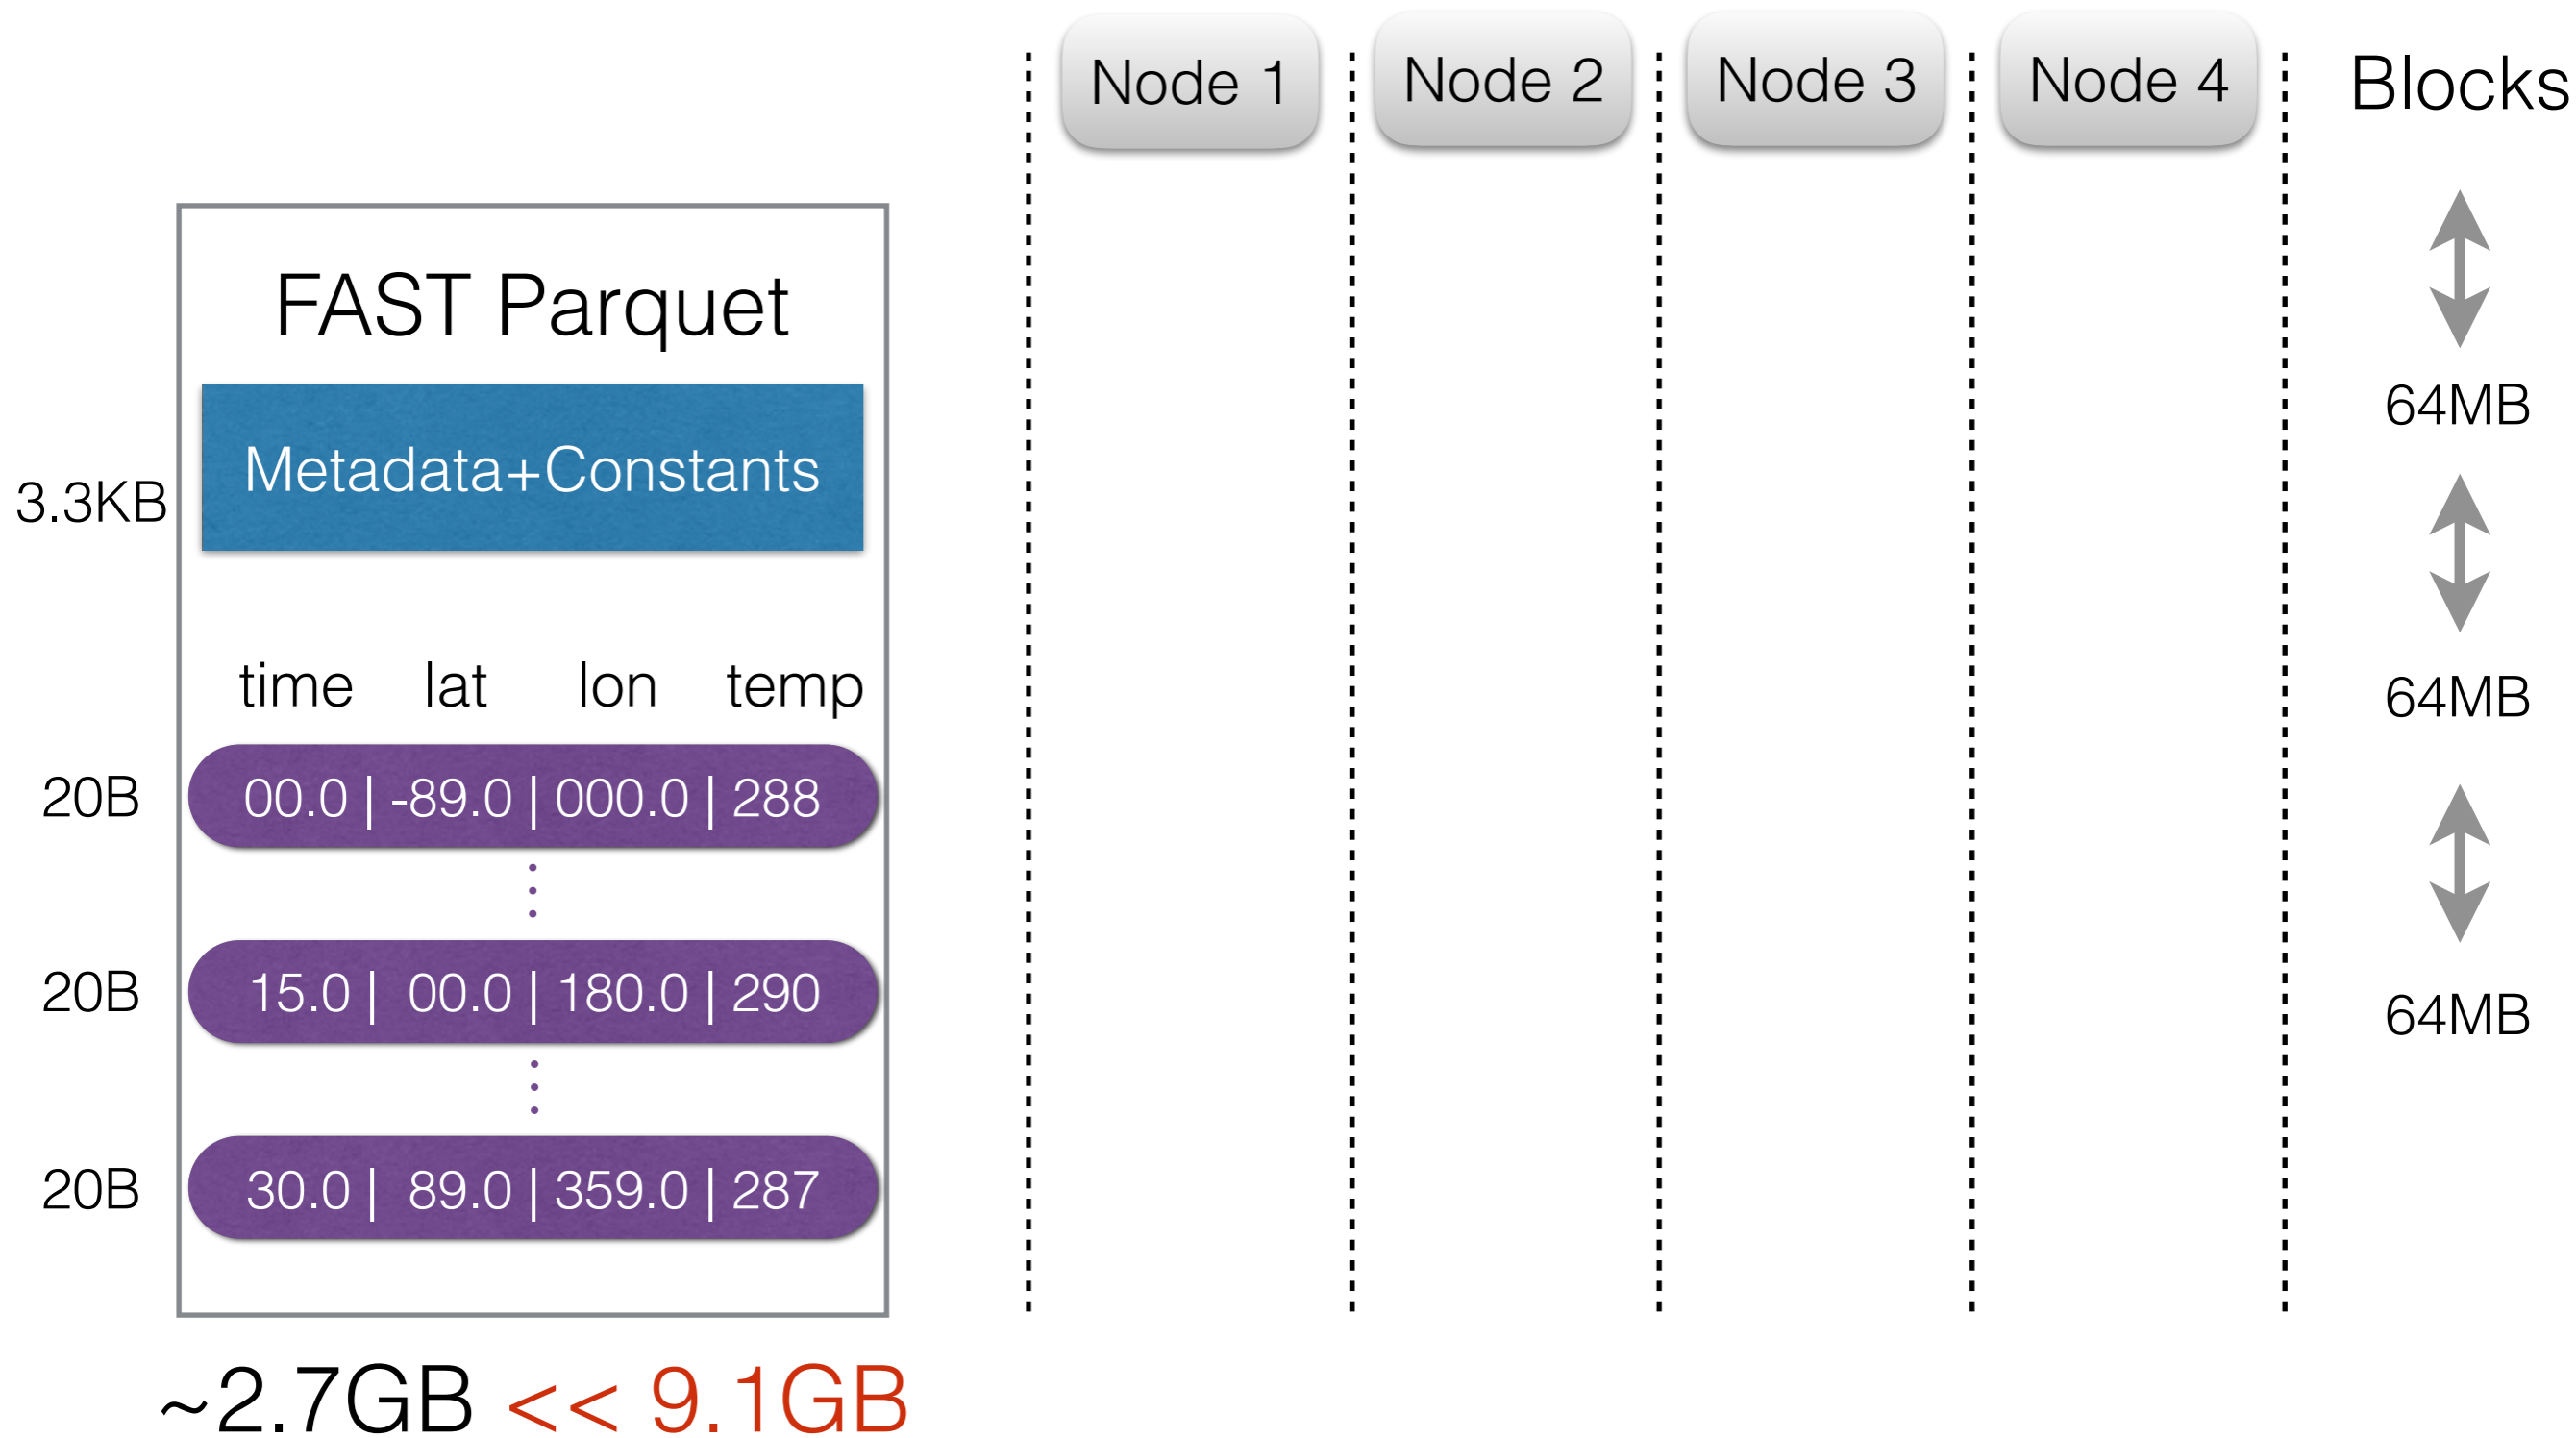 Node 1
Node 2
Node 3
Node 4
Blocks
FAST Parquet
Metadata+Constants
3.3KB
time lat lon temp
20B
00.0 | -89.0 | 000.0 | 288
20B
15.0 | 00.0 | 180.0 | 290
20B
30.0 | 89.0 | 359.0 | 287
~2.7GB << 9.1GB
64MB
64MB
64MB